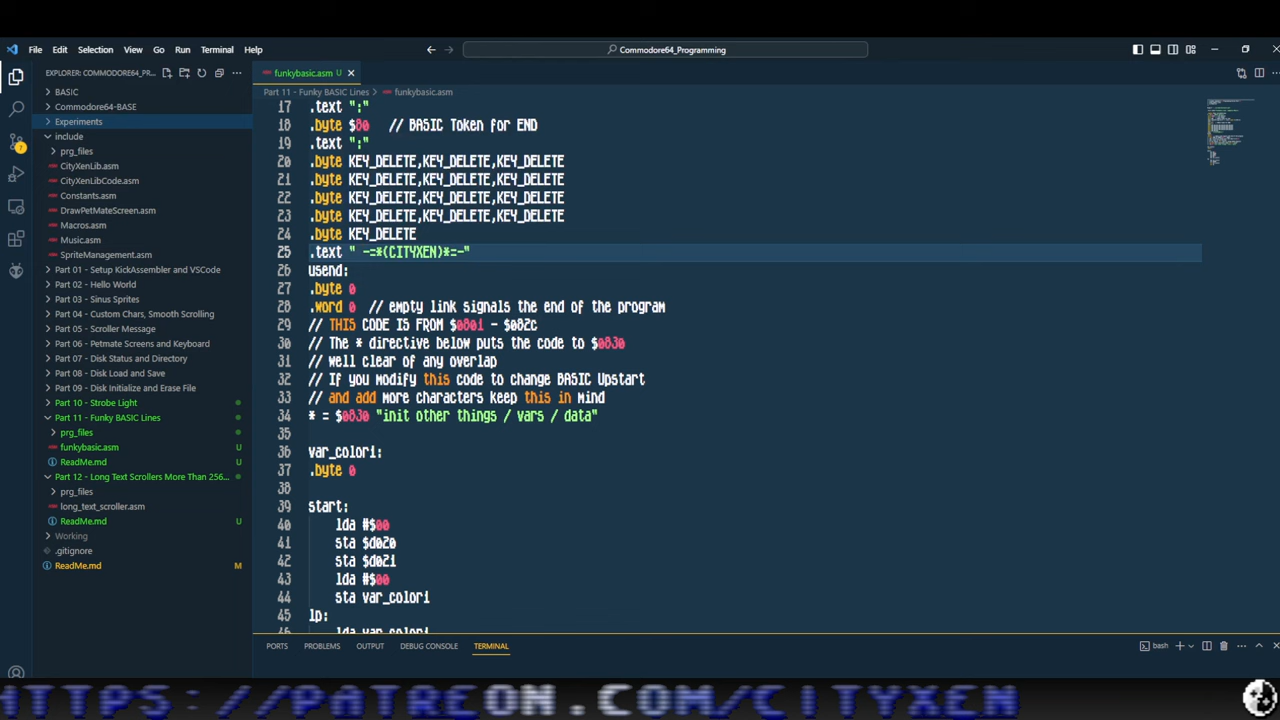 File Edit Selection View Go Run Terminal Help
Commodore64_Programming
EXPLORER: COMMODORE64_PR...
BASIC
Commodore64-BASE
Experiments
include
prg_files
CityXenLib.asm
CityXenLibCode.asm
Constants.asm
DrawPetMateScreen.asm
Macros.asm
Music.asm
SpriteManagement.asm
Part 01 - Setup KickAssembler and VSCode
Part 02 - Hello World
Part 03 - Sinus Sprites
Part 04 - Custom Chars, Smooth Scrolling
Part 05 - Scroller Message
Part 06 - Petmate Screens and Keyboard
Part 07 - Disk Status and Directory
Part 08 - Disk Load and Save
Part 09 - Disk Initialize and Erase File
Part 10 - Strobe Light
Part 11 - Funky BASIC Lines
prg_files
funkybasic.asm U
ReadMe.md U
Part 12 - Long Text Scrollers More Than 256...
prg_files
long_text_scroller.asm
ReadMe.md U
Working
.gitignore
ReadMe.md M
7
funkybasic.asm U
Part 11 - Funky BASIC Lines > funkybasic.asm
17 .text ":"
18 .byte $80 // BASIC Token for END
19 .text ":"
20 .byte KEY_DELETE,KEY_DELETE,KEY_DELETE
21 .byte KEY_DELETE,KEY_DELETE,KEY_DELETE
22 .byte KEY_DELETE,KEY_DELETE,KEY_DELETE
23 .byte KEY_DELETE,KEY_DELETE,KEY_DELETE
24 .byte KEY_DELETE
25 .text " -=*(CITYXEN)*=-"
26 usend:
27 .byte 0
28 .word 0 // empty link signals the end of the program
29 // THIS CODE IS FROM $0801 - $082c
30 // The * directive below puts the code to $0830
31 // well clear of any overlap
32 // If you modify this code to change BASIC Upstart
33 // and add more characters keep this in mind
34 * = $0830 "init other things / vars / data"
35
36 var_colori:
37 .byte 0
38
39 start:
40 lda #$00
41 sta $d020
42 sta $d021
43 lda #$00
44 sta var_colori
45 lp:
46 lda var_colori
PORTS PROBLEMS OUTPUT DEBUG CONSOLE TERMINAL
bash
HTTPS://PATREON.COM/CITYXEN